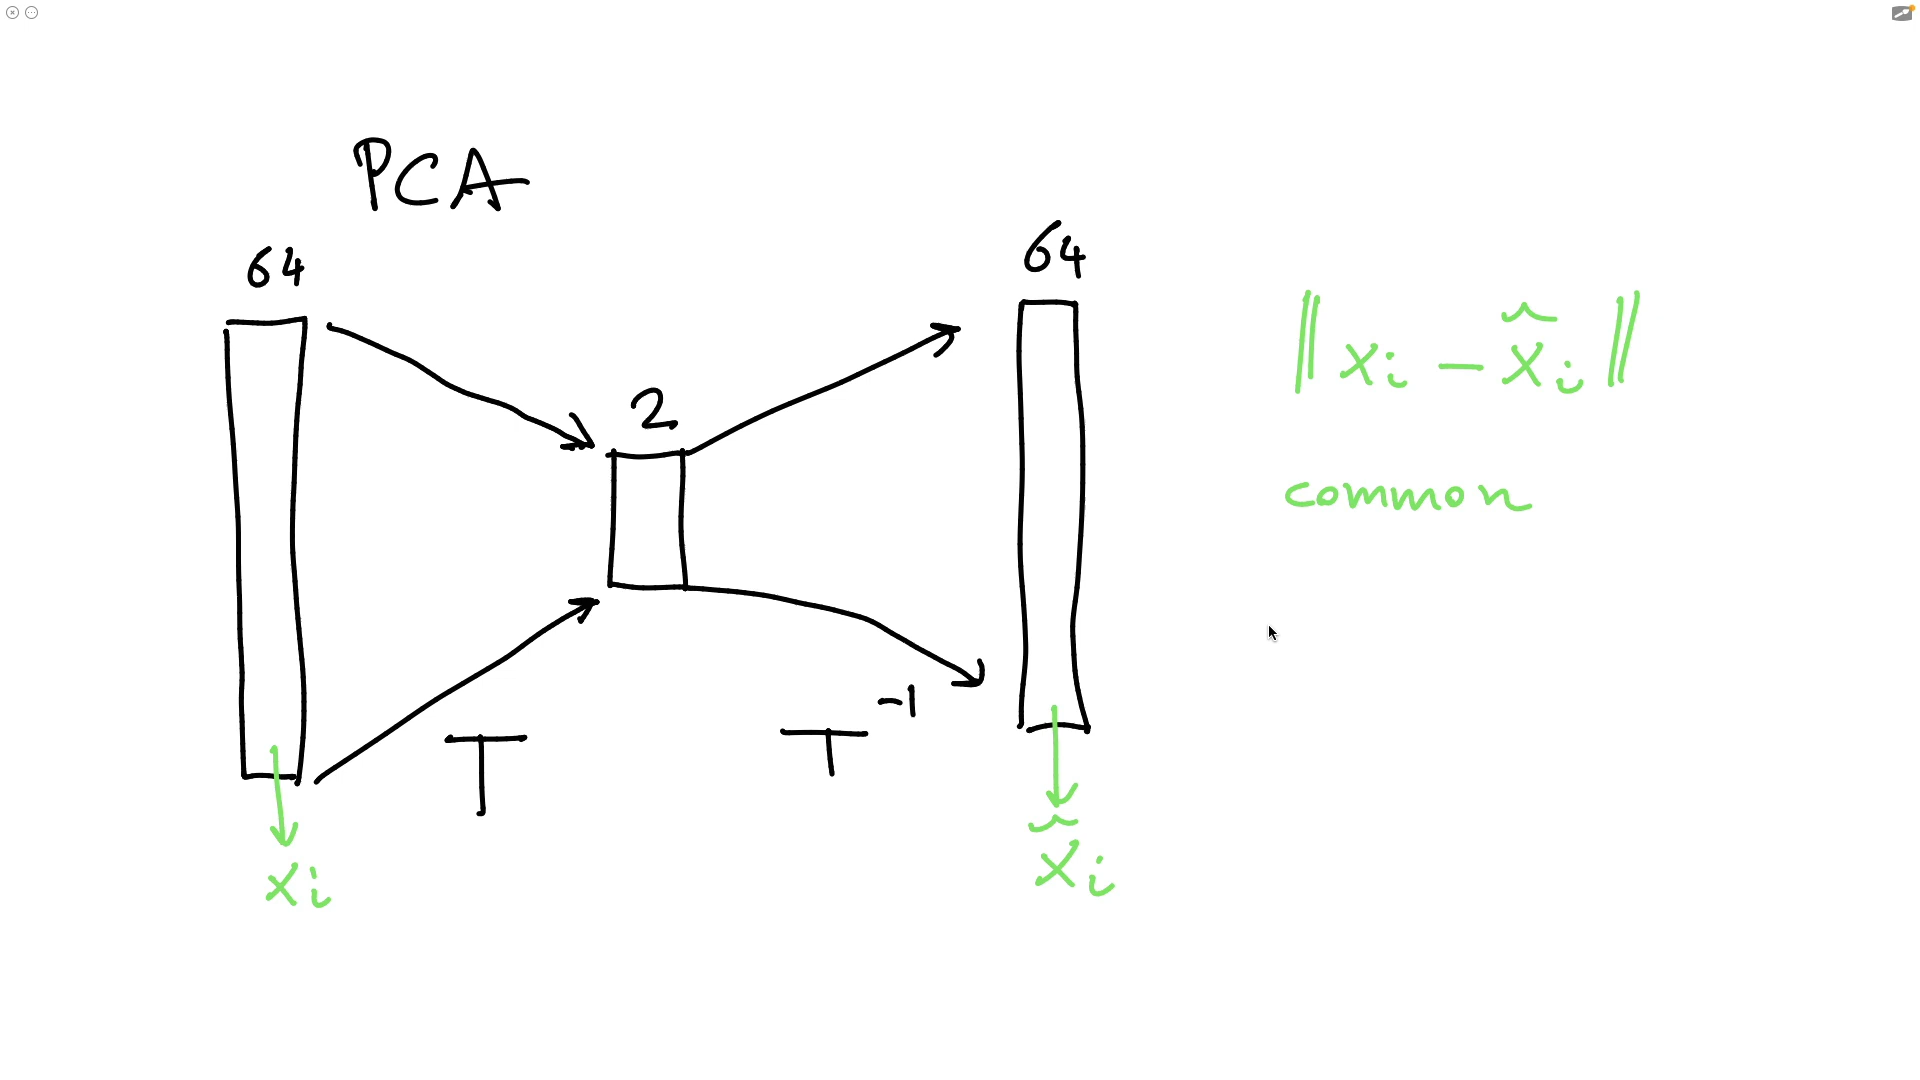 PCA
64
64
2
‖ xᵢ − x̂ᵢ ‖
common
T
T⁻¹
xᵢ
x̂ᵢ